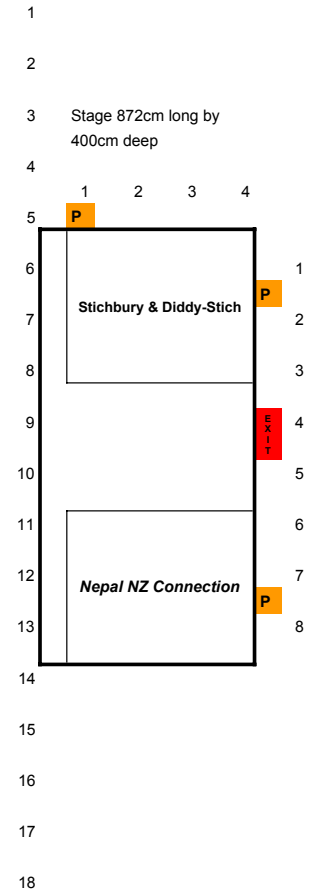 1
2
3 Stage 872cm long by
400cm deep
4
1 2 3 4
5 P
6 1
P
7 Stichbury & Diddy-Stich 2
8 3
9 EXIT 4
10 5
11 6
12 Nepal NZ Connection 7
P
13 8
14
15
16
17
18